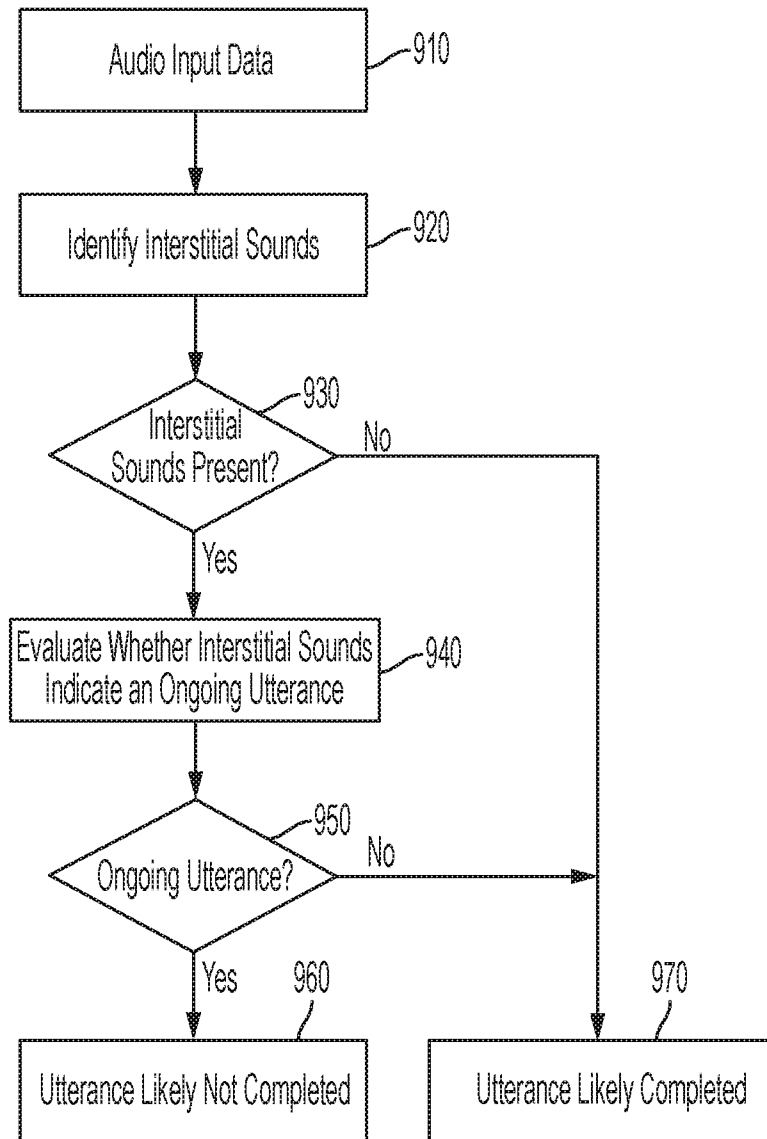 Audio Input Data
910
Identify Interstitial Sounds
920
930
Interstitial
Sounds Present?
No
Yes
Evaluate Whether Interstitial Sounds
Indicate an Ongoing Utterance
940
950
Ongoing Utterance?
No
Yes
960
970
Utterance Likely Not Completed
Utterance Likely Completed